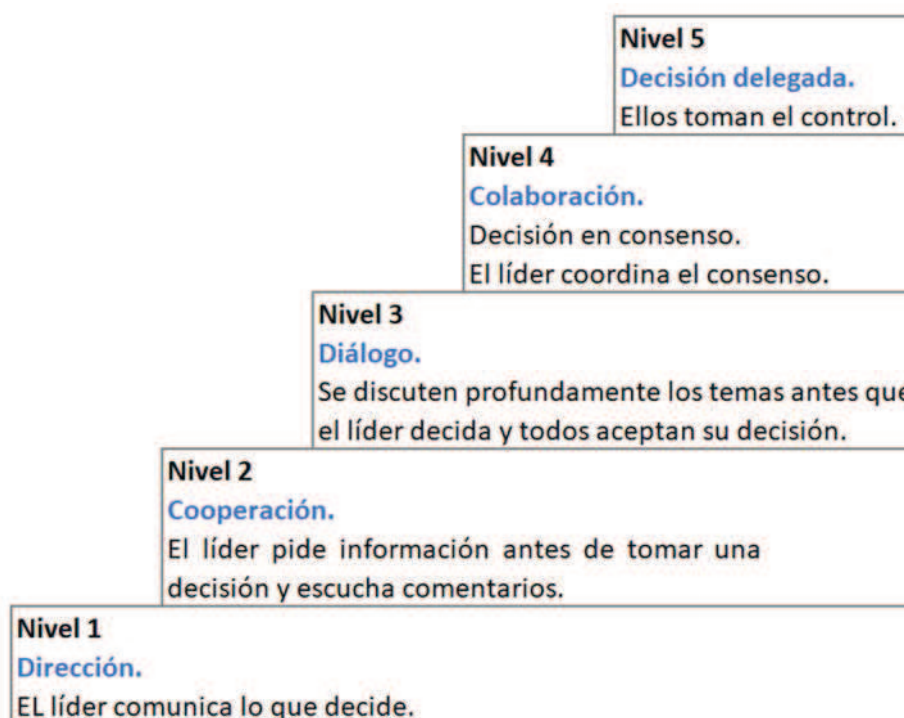 Nivel 5
Decisión delegada.
Ellos toman el control.
Nivel 4
Colaboración.
Decisión en consenso.
El líder coordina el consenso.
Nivel 3
Diálogo.
Se discuten profundamente los temas antes que
el líder decida y todos aceptan su decisión.
Nivel 2
Cooperación.
El líder pide información antes de tomar una
decisión y escucha comentarios.
Nivel 1
Dirección.
EL líder comunica lo que decide.